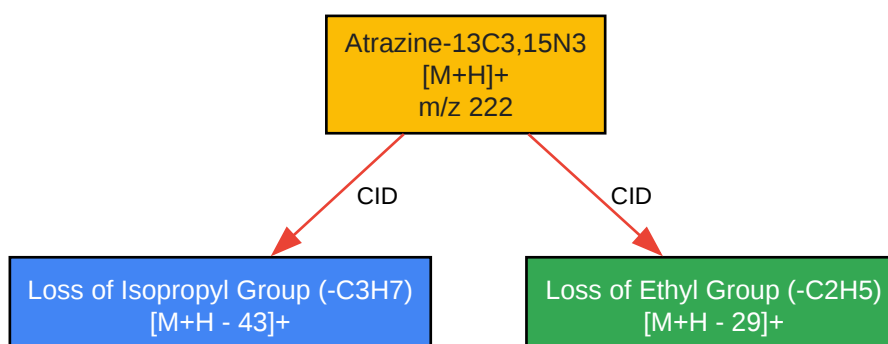 Atrazine-13C3,15N3
[M+H]+
m/z 222
CID
CID
Loss of Isopropyl Group (-C3H7)
[M+H - 43]+
Loss of Ethyl Group (-C2H5)
[M+H - 29]+